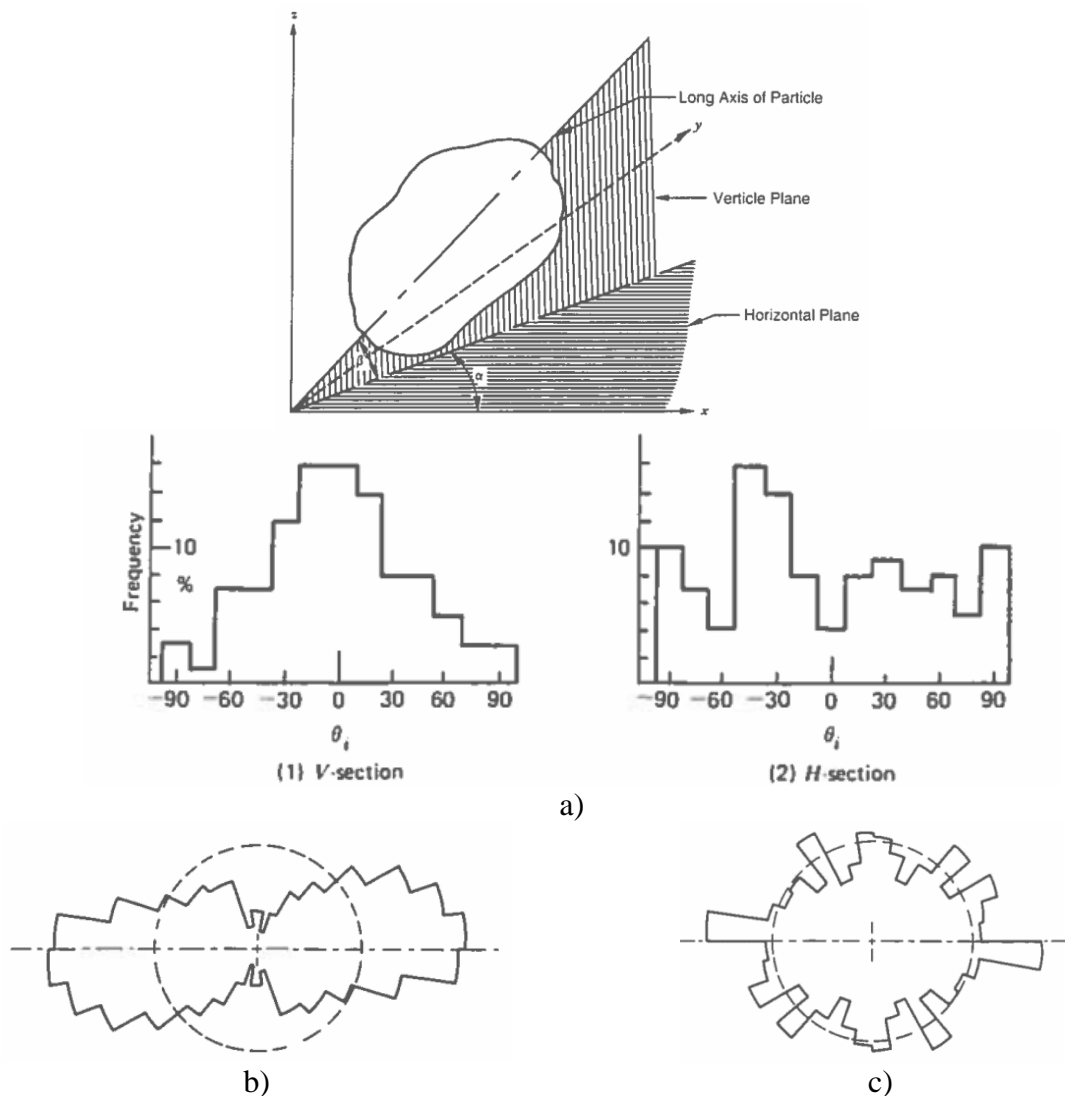 z
Long Axis of Particle
y
Verticle Plane
Horizontal Plane
β
α
x
Frequency
10
%
-90 -60 -30 0 30 60 90
θi
(1) V-section
10
-90 -60 -30 0 30 60 90
θi
(2) H-section
a)
b)
c)